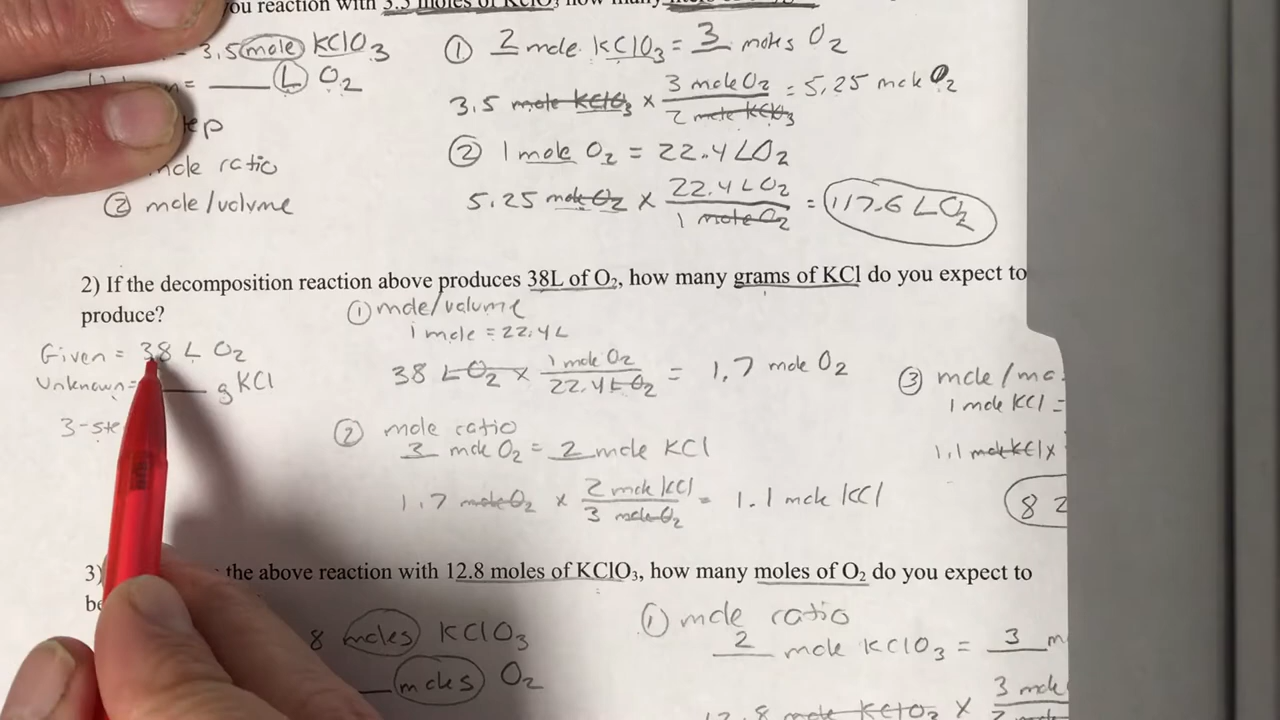 you reaction with 3.5 moles of KClO₃ how many
3.5 mole KClO₃
= ___ L O₂
mole ratio
② mole/volume
① 2 mole KClO₃ = 3 moles O₂
3.5 mole KClO₃ × 3 mole O₂ / 2 mole KClO₃ = 5.25 mole O₂
② 1 mole O₂ = 22.4 L O₂
5.25 mole O₂ × 22.4 L O₂ / 1 mole O₂ = 117.6 L O₂
2) If the decomposition reaction above produces 38L of O₂, how many grams of KCl do you expect to
produce?
Given = 38 L O₂
Unknown = ___ g KCl
3-ste
① mole/volume
1 mole = 22.4 L
38 L O₂ × 1 mole O₂ / 22.4 L O₂ = 1.7 mole O₂
② mole ratio
3 mole O₂ = 2 mole KCl
1.7 mole O₂ × 2 mole KCl / 3 mole O₂ = 1.1 mole KCl
③ mole/ma
1 mole KCl =
1.1 mole KCl ×
8 2
3) the above reaction with 12.8 moles of KClO₃, how many moles of O₂ do you expect to
be
8 moles KClO₃
___ moles O₂
① mole ratio
2 mole KClO₃ = 3 m
12.8 mole KClO₃ × 3 mole